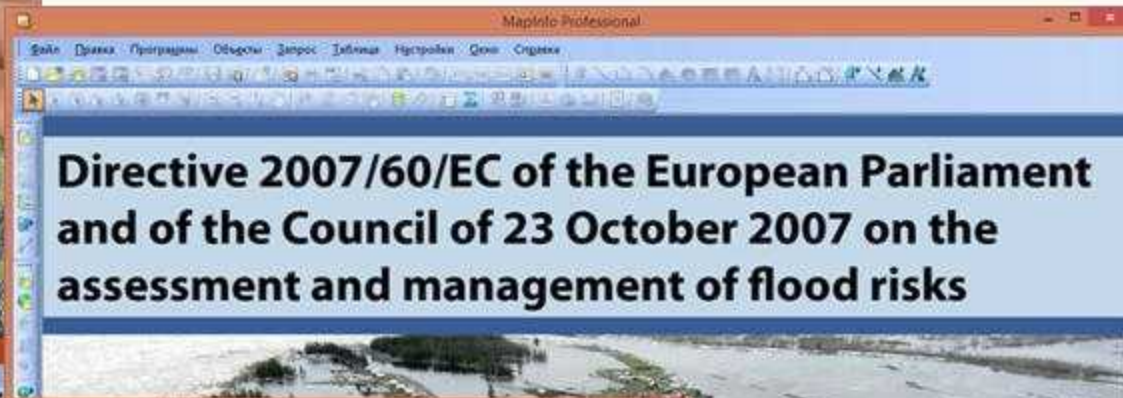 MapInfo Professional
Файл Правка Программы Объекты Запрос Таблица Настройки Окно Справка
Directive 2007/60/EC of the European Parliament
and of the Council of 23 October 2007 on the
assessment and management of flood risks